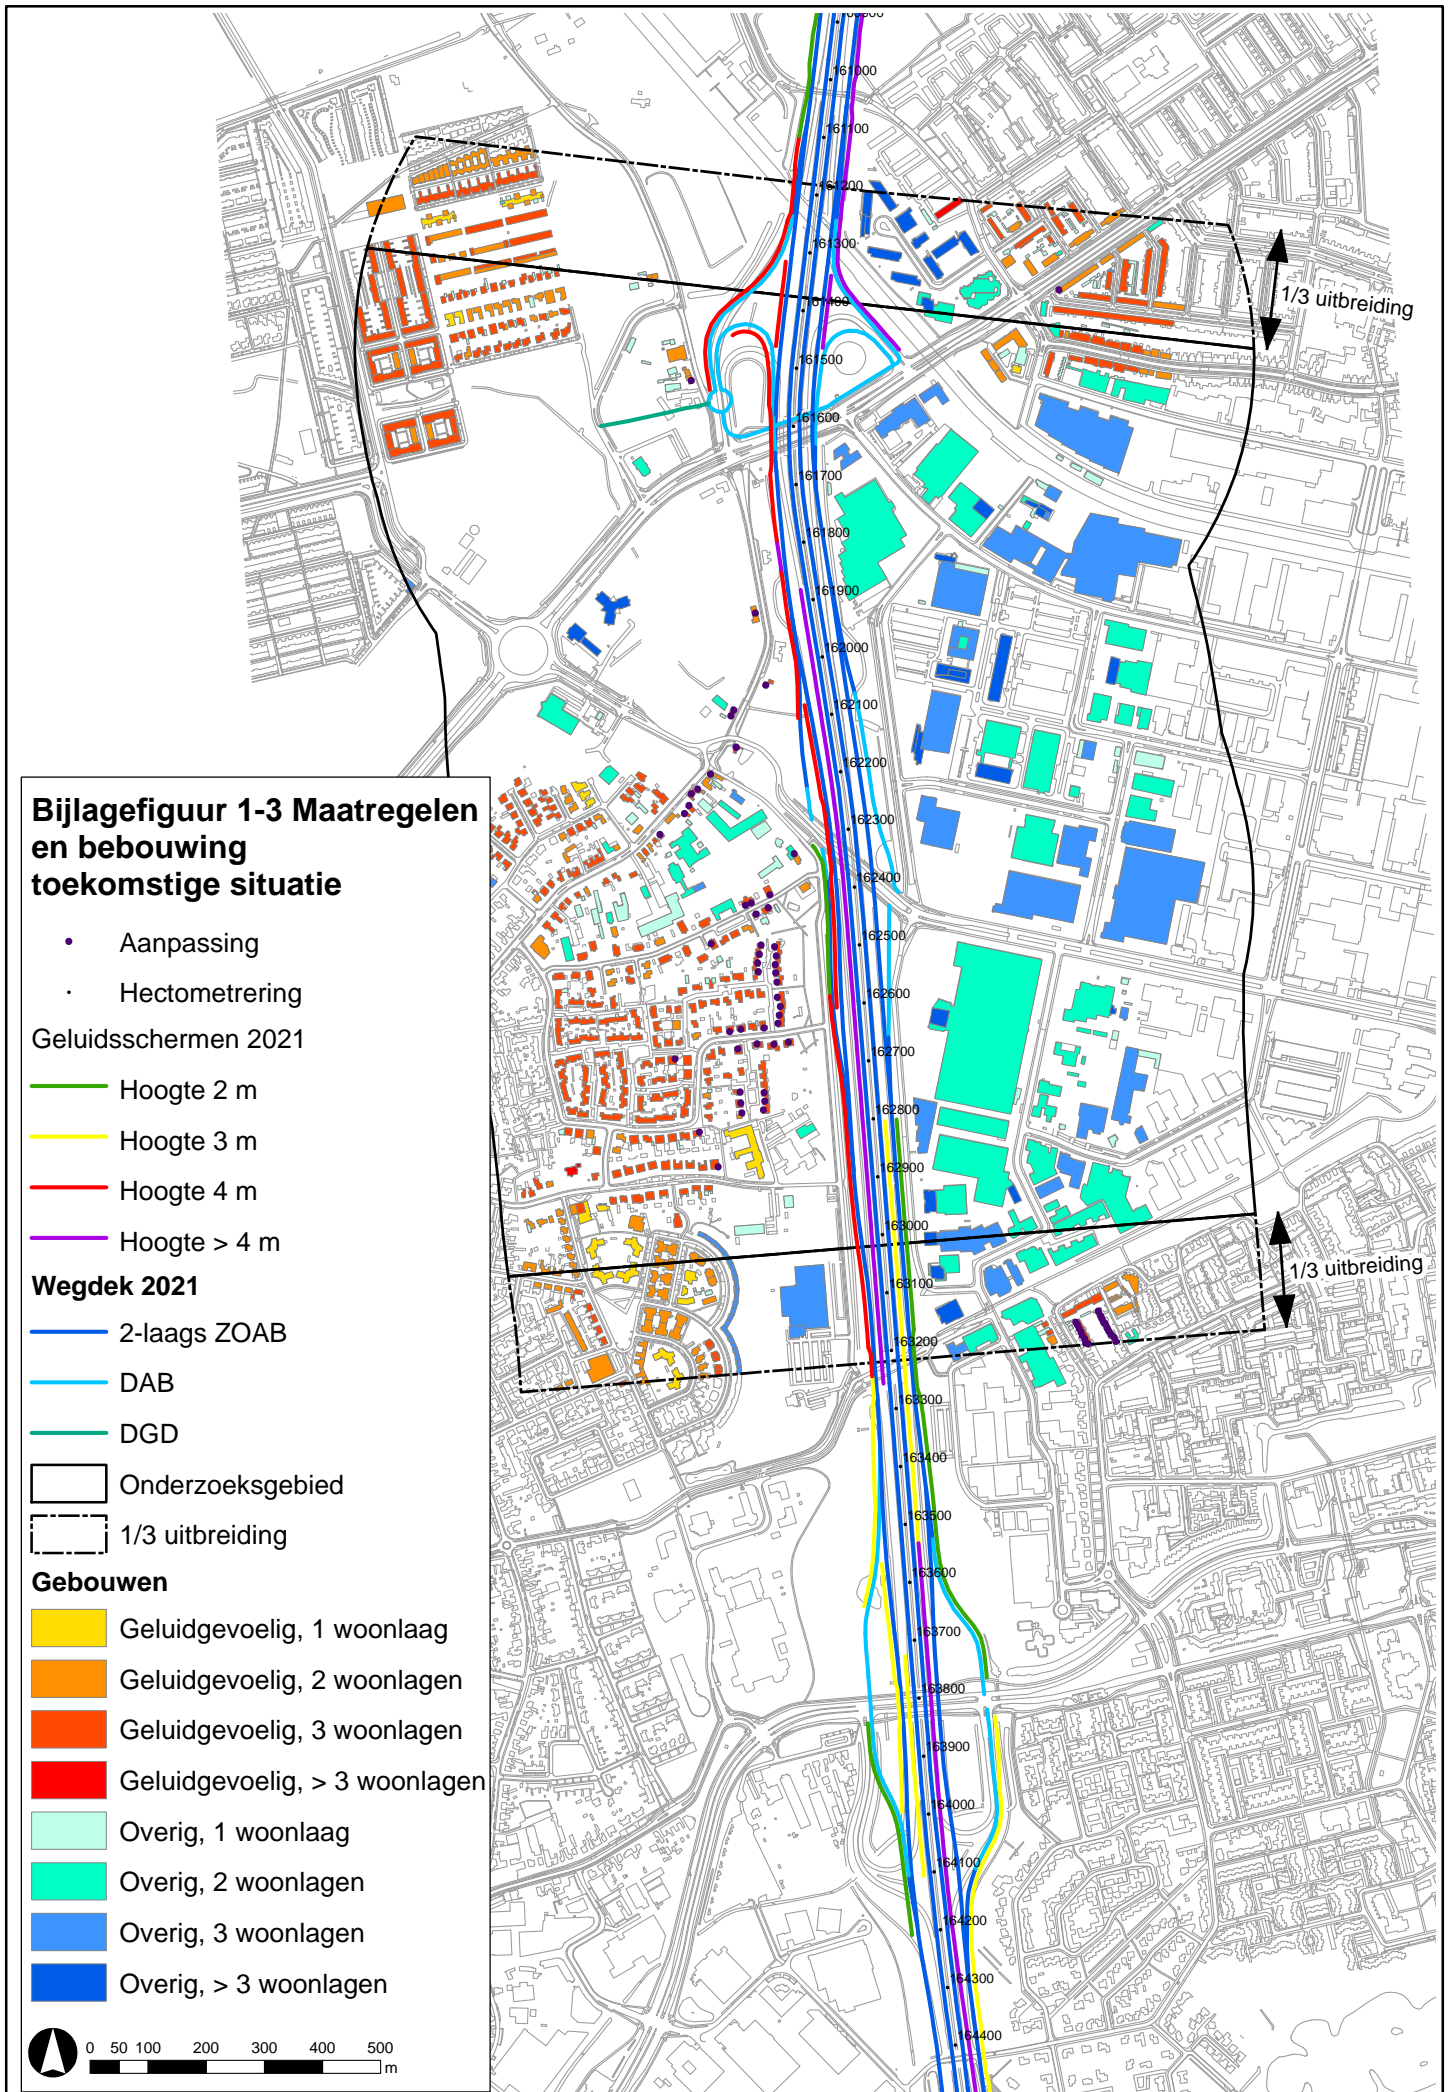 161000
161100
161200
161300
1/3 uitbreiding
161400
161500
161600
161700
161800
161900
162000
162100
162200
162300
162400
162500
162600
162700
162800
162900
163000
1/3 uitbreiding
163100
163200
163300
163400
163500
163600
163700
163800
163900
164000
164100
164200
164300
164400
Bijlagefiguur 1-3 Maatregelen
en bebouwing
toekomstige situatie
Aanpassing
Hectometrering
Geluidsschermen 2021
Hoogte 2 m
Hoogte 3 m
Hoogte 4 m
Hoogte > 4 m
Wegdek 2021
2-laags ZOAB
DAB
DGD
Onderzoeksgebied
1/3 uitbreiding
Gebouwen
Geluidgevoelig, 1 woonlaag
Geluidgevoelig, 2 woonlagen
Geluidgevoelig, 3 woonlagen
Geluidgevoelig, > 3 woonlagen
Overig, 1 woonlaag
Overig, 2 woonlagen
Overig, 3 woonlagen
Overig, > 3 woonlagen
0 50 100 200 300 400 500
m